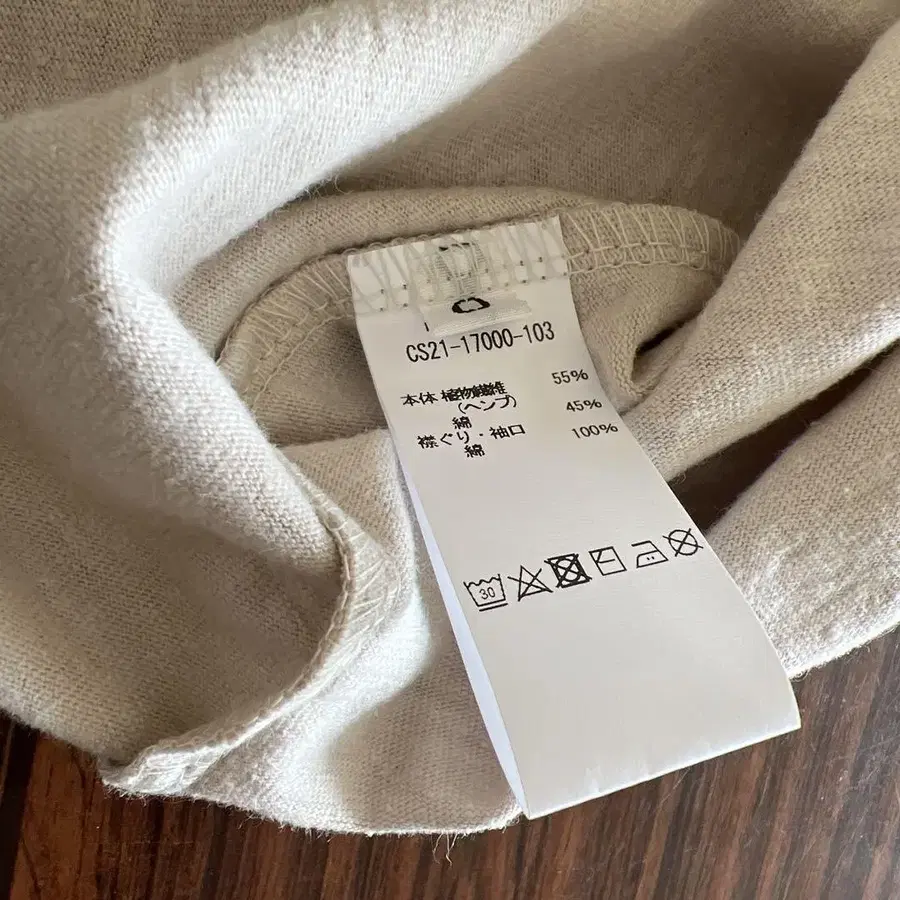 CS21-17000-103
本体 植物繊維 55%
(ヘンプ)
綿 45%
襟ぐり・袖口
綿 100%
30